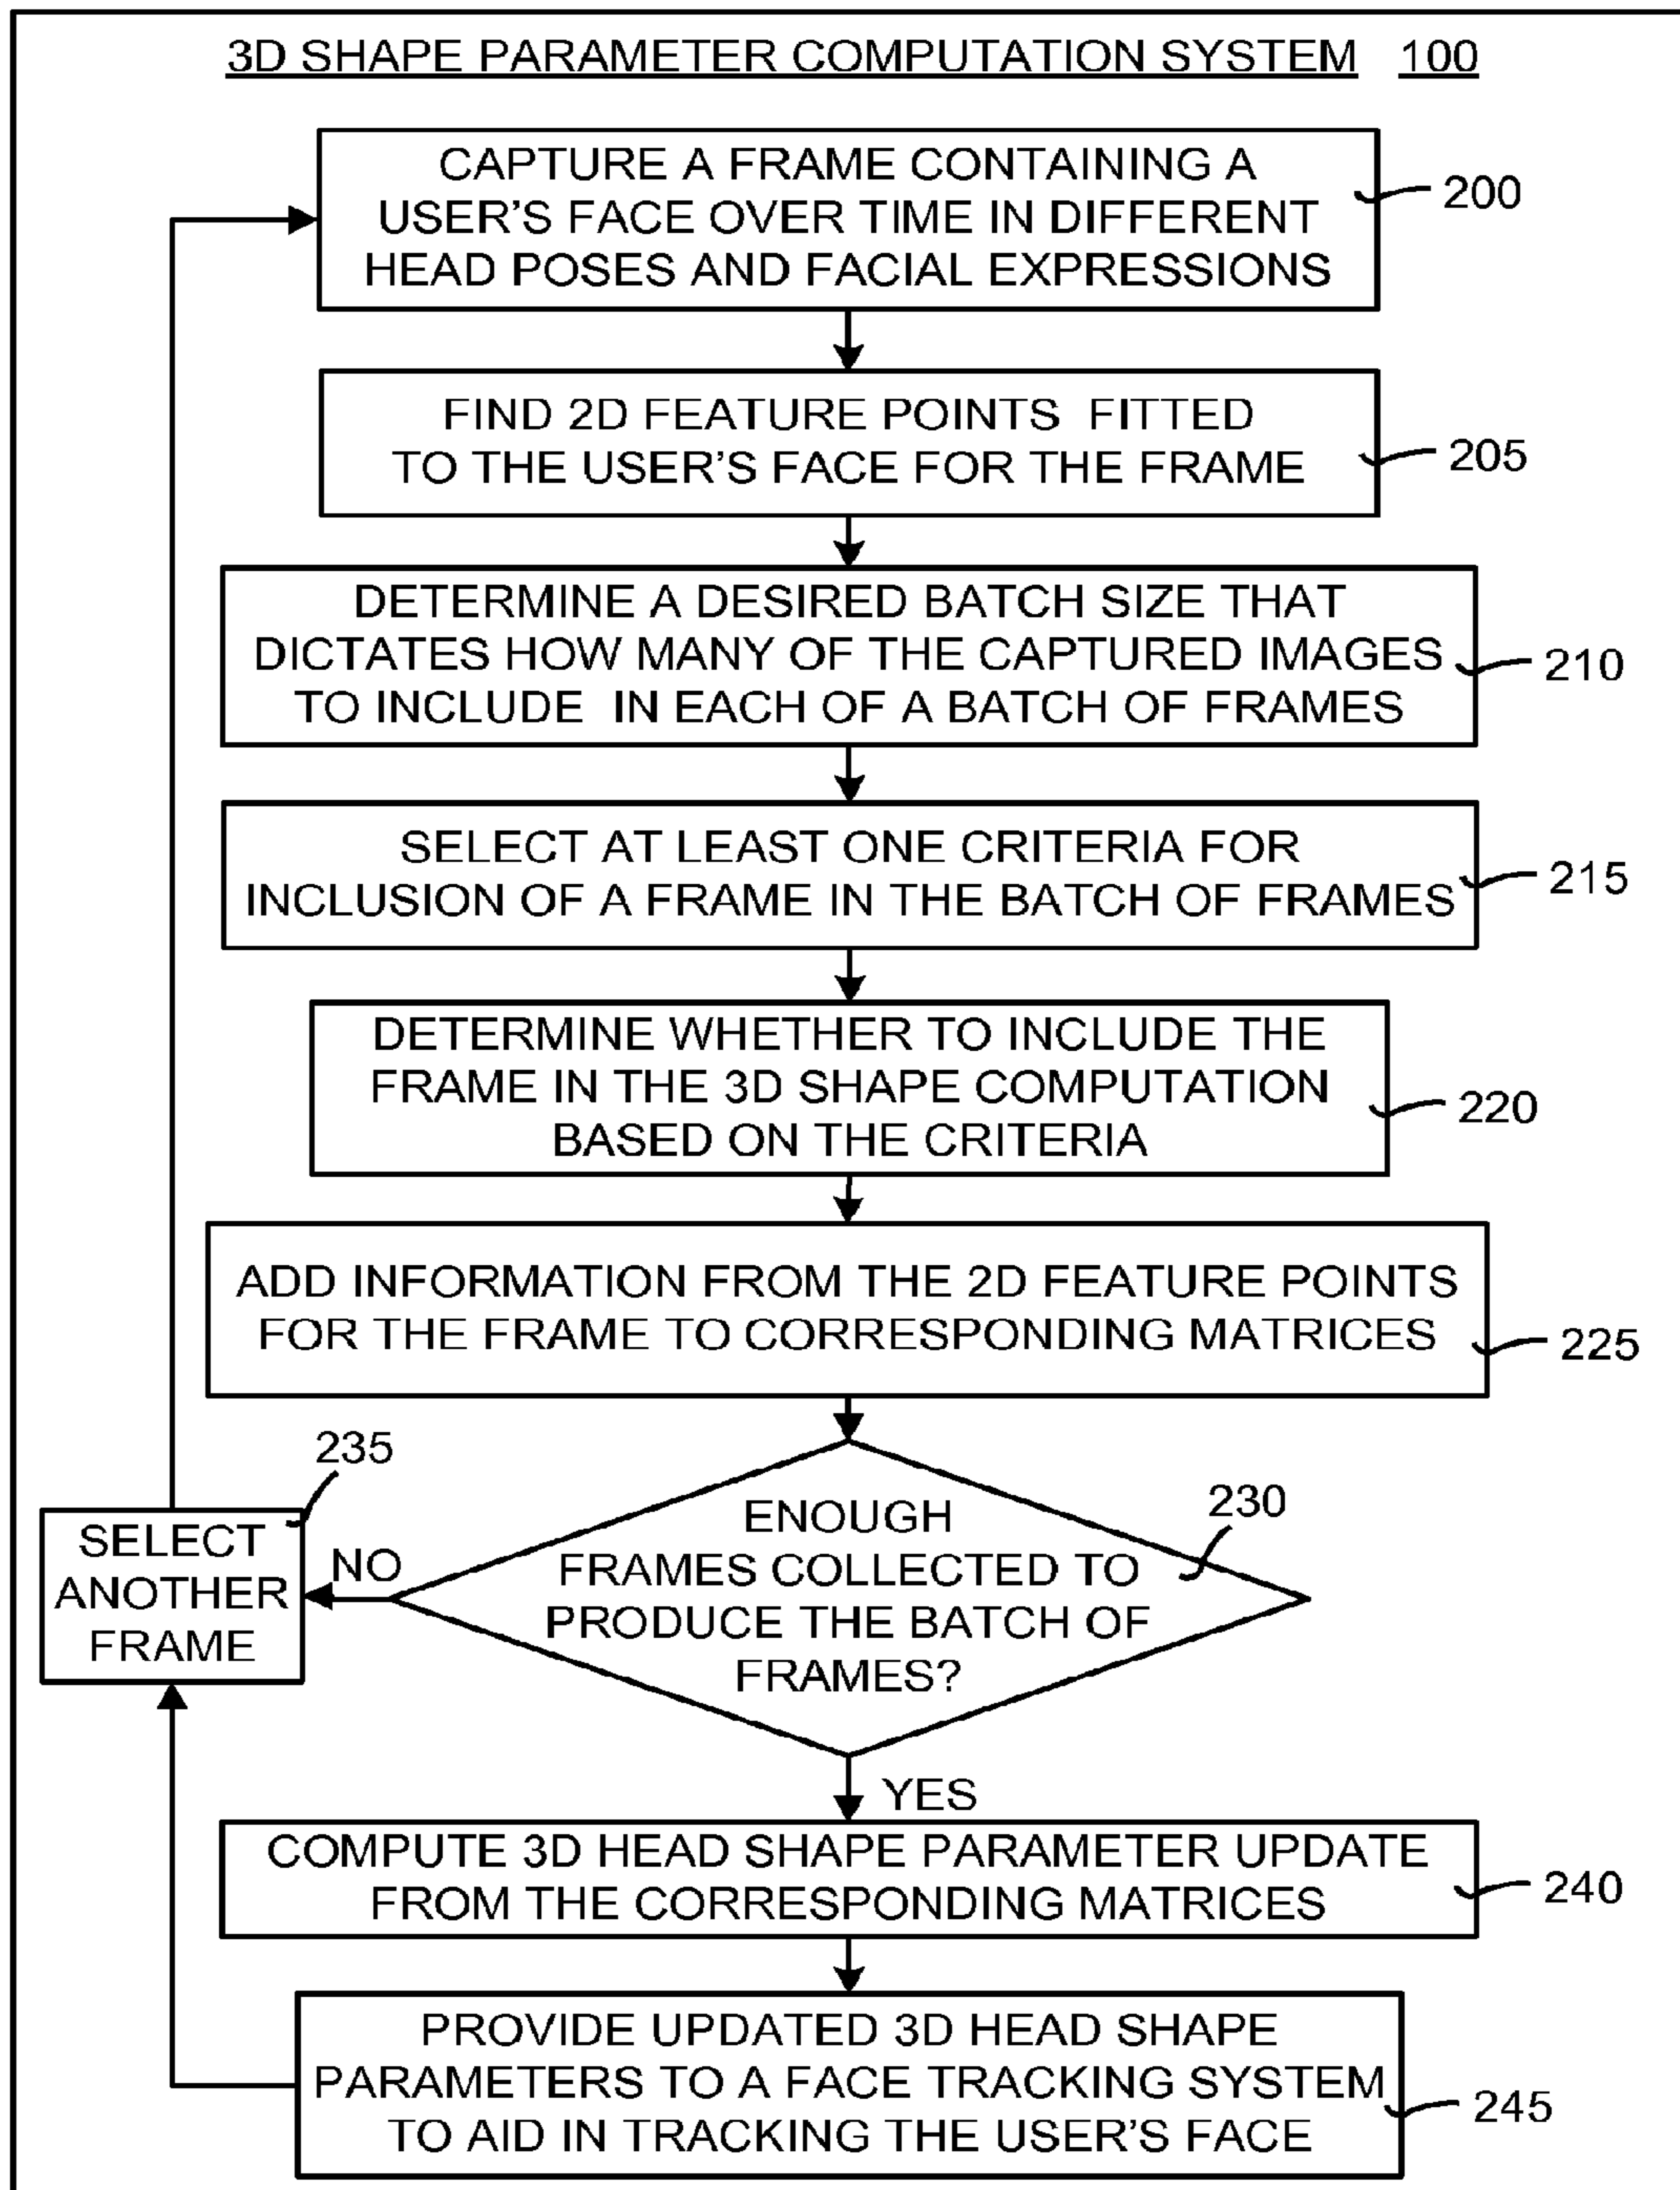 3D SHAPE PARAMETER COMPUTATION SYSTEM 100
CAPTURE A FRAME CONTAINING A
USER'S FACE OVER TIME IN DIFFERENT
HEAD POSES AND FACIAL EXPRESSIONS
200
FIND 2D FEATURE POINTS FITTED
TO THE USER'S FACE FOR THE FRAME
205
DETERMINE A DESIRED BATCH SIZE THAT
DICTATES HOW MANY OF THE CAPTURED IMAGES
TO INCLUDE IN EACH OF A BATCH OF FRAMES
210
SELECT AT LEAST ONE CRITERIA FOR
INCLUSION OF A FRAME IN THE BATCH OF FRAMES
215
DETERMINE WHETHER TO INCLUDE THE
FRAME IN THE 3D SHAPE COMPUTATION
BASED ON THE CRITERIA
220
ADD INFORMATION FROM THE 2D FEATURE POINTS
FOR THE FRAME TO CORRESPONDING MATRICES
225
ENOUGH
FRAMES COLLECTED TO
PRODUCE THE BATCH OF
FRAMES?
230
NO
235
SELECT
ANOTHER
FRAME
YES
COMPUTE 3D HEAD SHAPE PARAMETER UPDATE
FROM THE CORRESPONDING MATRICES
240
PROVIDE UPDATED 3D HEAD SHAPE
PARAMETERS TO A FACE TRACKING SYSTEM
TO AID IN TRACKING THE USER'S FACE
245